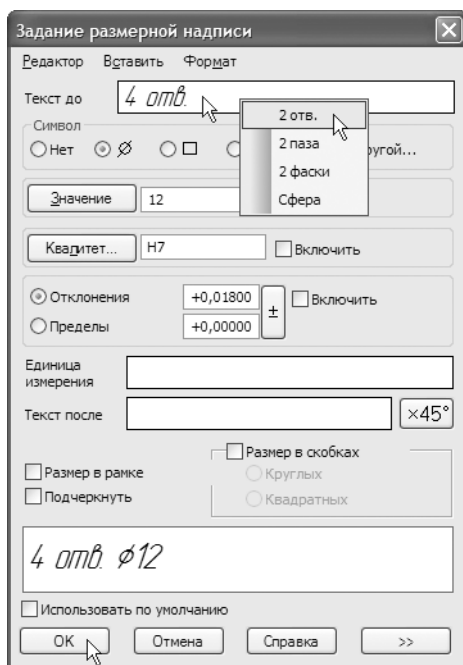 Задание размерной надписи
Редактор Вставить Формат
Текст до 4 отв.
2 отв.
2 паза
2 фаски
Сфера
Символ
Нет Ø угой...
Значение 12
Квалитет... H7 Включить
Отклонения +0,01800 ± Включить
Пределы +0,00000
Единица
измерения
Текст после ×45°
Размер в скобках
Размер в рамке Круглых
Подчеркнуть Квадратных
4 отв. Ø12
Использовать по умолчанию
OK Отмена Справка >>